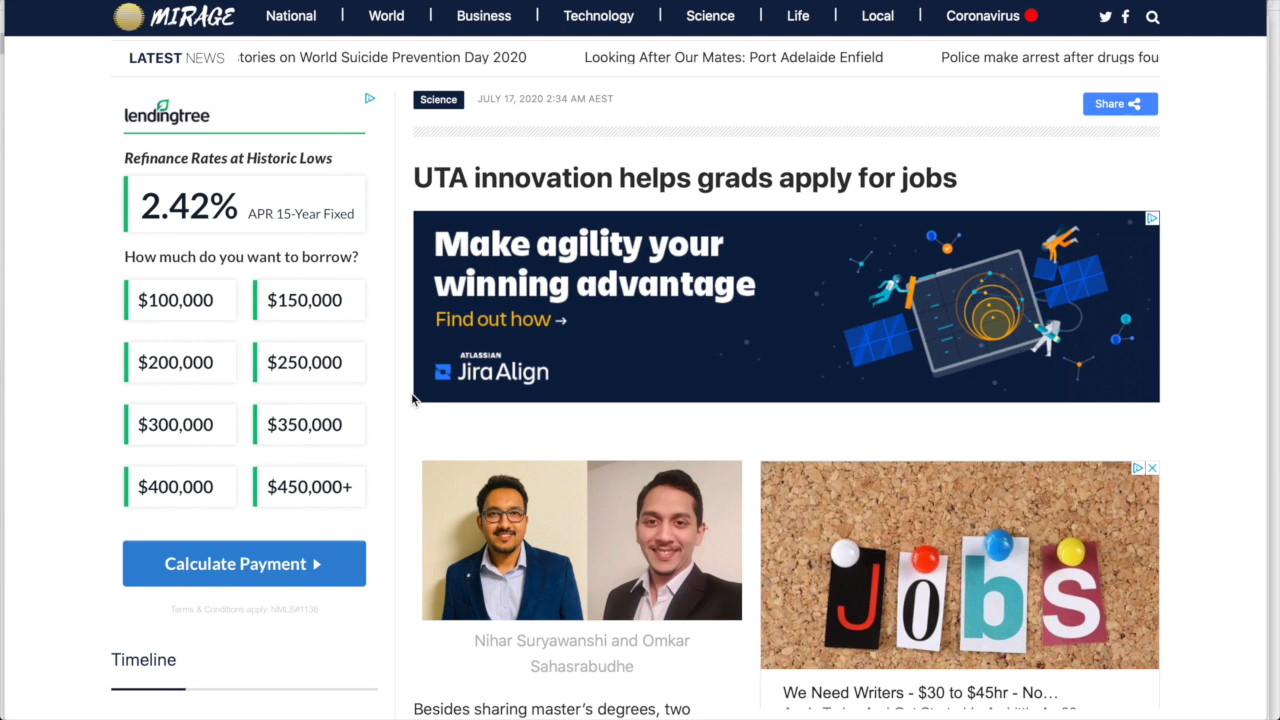 MIRAGE
National
World
Business
Technology
Science
Life
Local
Coronavirus
LATEST NEWS
tories on World Suicide Prevention Day 2020
Looking After Our Mates: Port Adelaide Enfield
Police make arrest after drugs fou
lendingtree
Refinance Rates at Historic Lows
2.42% APR 15-Year Fixed
How much do you want to borrow?
$100,000
$150,000
$200,000
$250,000
$300,000
$350,000
$400,000
$450,000+
Calculate Payment
Terms & Conditions apply. NMLS#1136
Timeline
Science
JULY 17, 2020 2:34 AM AEST
Share
UTA innovation helps grads apply for jobs
Make agility your
winning advantage
Find out how →
ATLASSIAN
Jira Align
Nihar Suryawanshi and Omkar
Sahasrabudhe
Besides sharing master's degrees, two
Jobs
We Need Writers - $30 to $45hr - No...